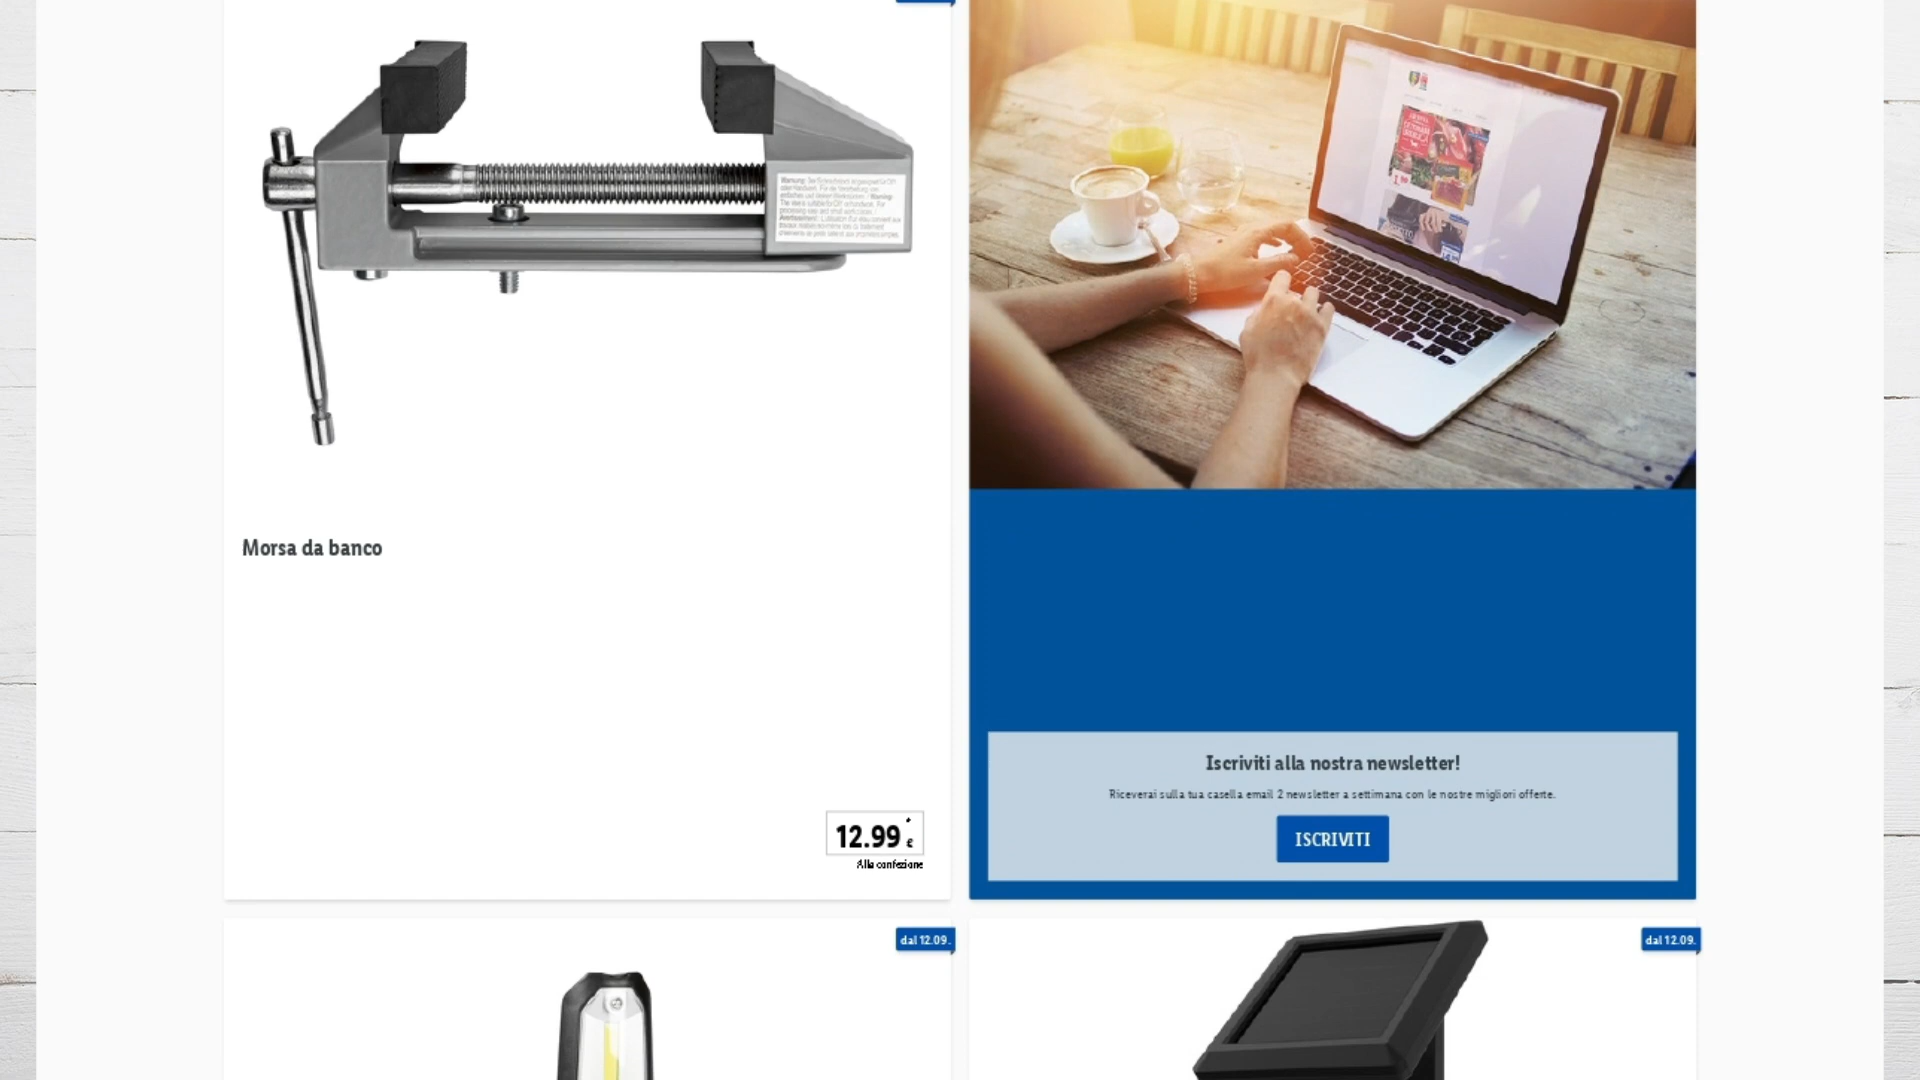 Morsa da banco
12.99 *
€
Alla confezione
Iscriviti alla nostra newsletter!
Riceverai sulla tua casella email 2 newsletter a settimana con le nostre migliori offerte.
ISCRIVITI
dal 12.09.
dal 12.09.